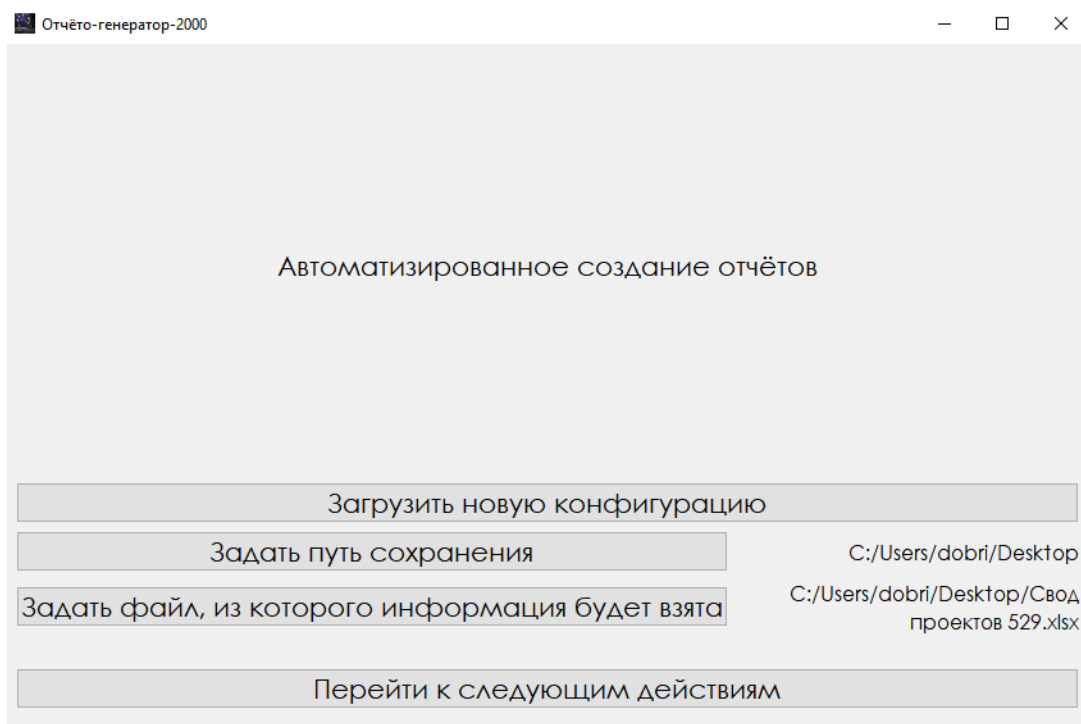 Отчёто-генератор-2000
Автоматизированное создание отчётов
Загрузить новую конфигурацию
Задать путь сохранения
C:/Users/dobri/Desktop
Задать файл, из которого информация будет взята
C:/Users/dobri/Desktop/Свод
проектов 529.xlsx
Перейти к следующим действиям